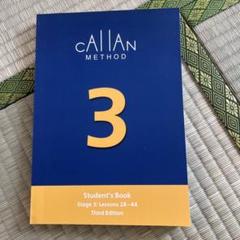 CAllAN
METHOD
3
Student's Book
Stage 3: Lessons 28–44
Third Edition